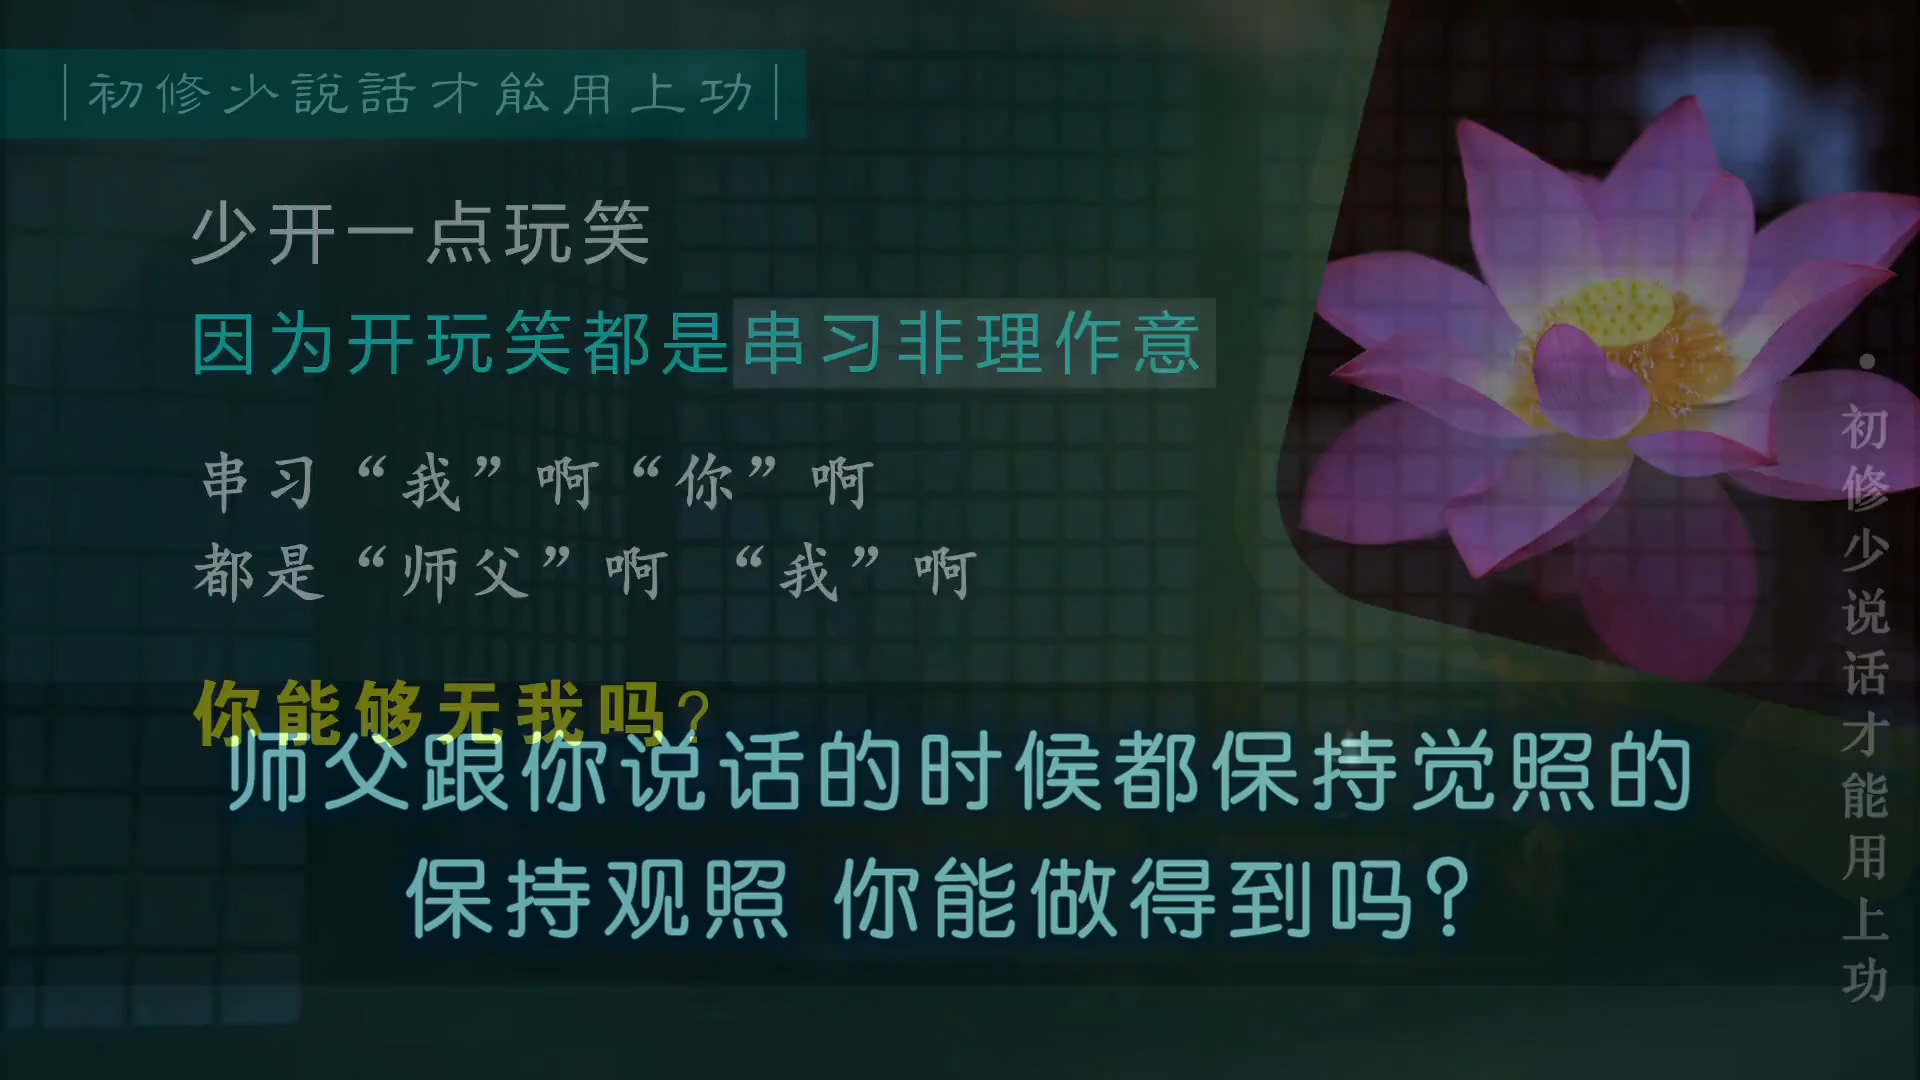 初修少說話才能用上功
少开一点玩笑
因为开玩笑都是串习非理作意
串习“我”啊“你”啊
都是“师父”啊 “我”啊
你能够无我吗？
师父跟你说话的时候都保持觉照的
保持观照 你能做得到吗？
·初修少说话才能用上功